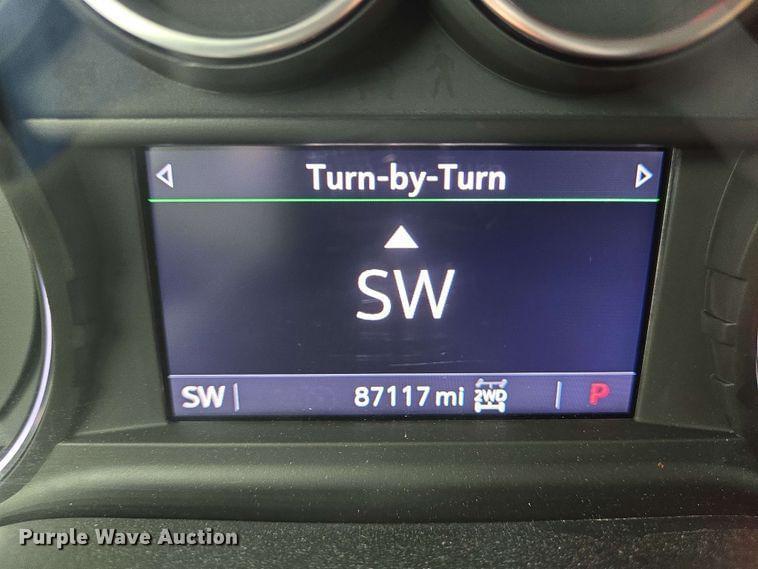 Turn-by-Turn
SW
SW 87117 mi 2WD P
Purple Wave Auction